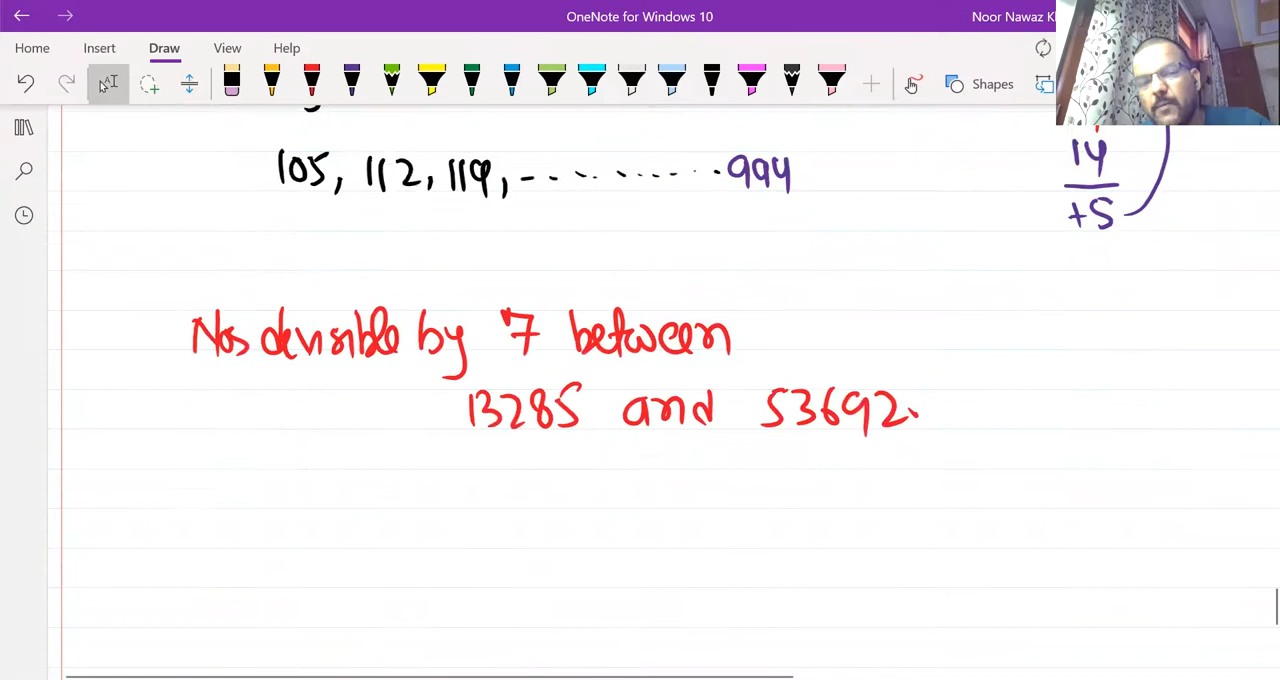 OneNote for Windows 10
Noor Nawaz Kh
Home Insert Draw View Help
Shapes
105, 112, 119, - - . . . . . . . . 994
14
+5
Nos devisible by 7 between
13285 and 53692.